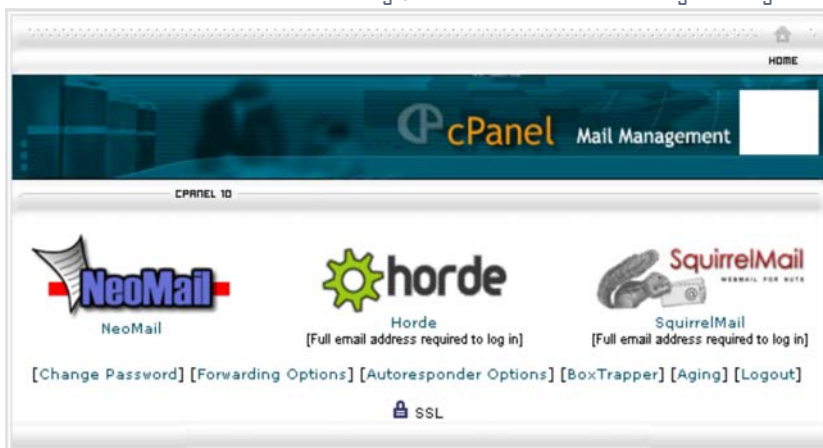 HOME
cPanel Mail Management
CPANEL 10
NeoMail
horde
SquirrelMail
WEBMAIL FOR NUTS
NeoMail
Horde
SquirrelMail
[Full email address required to log in]
[Full email address required to log in]
[Change Password] [Forwarding Options] [Autoresponder Options] [BoxTrapper] [Aging] [Logout]
SSL